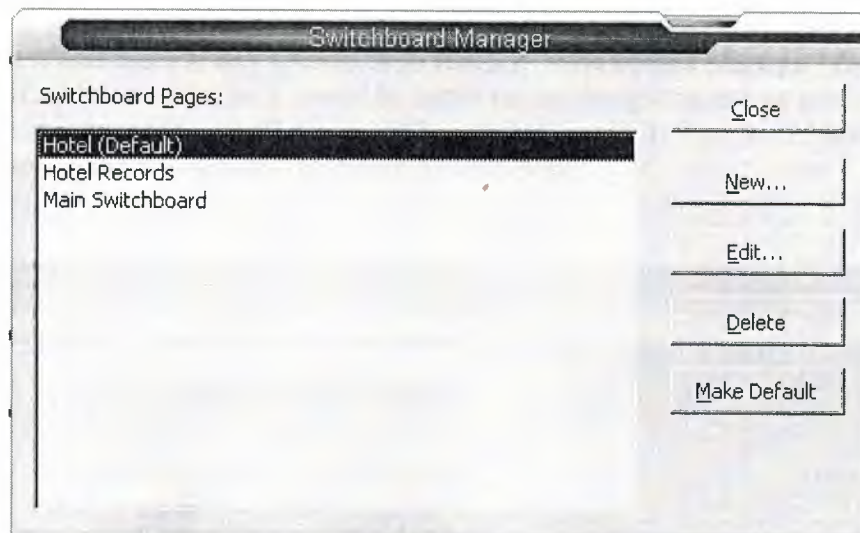 Switchboard Manager
Switchboard Pages:
Hotel (Default)
Hotel Records
Main Switchboard
Close
New...
Edit...
Delete
Make Default